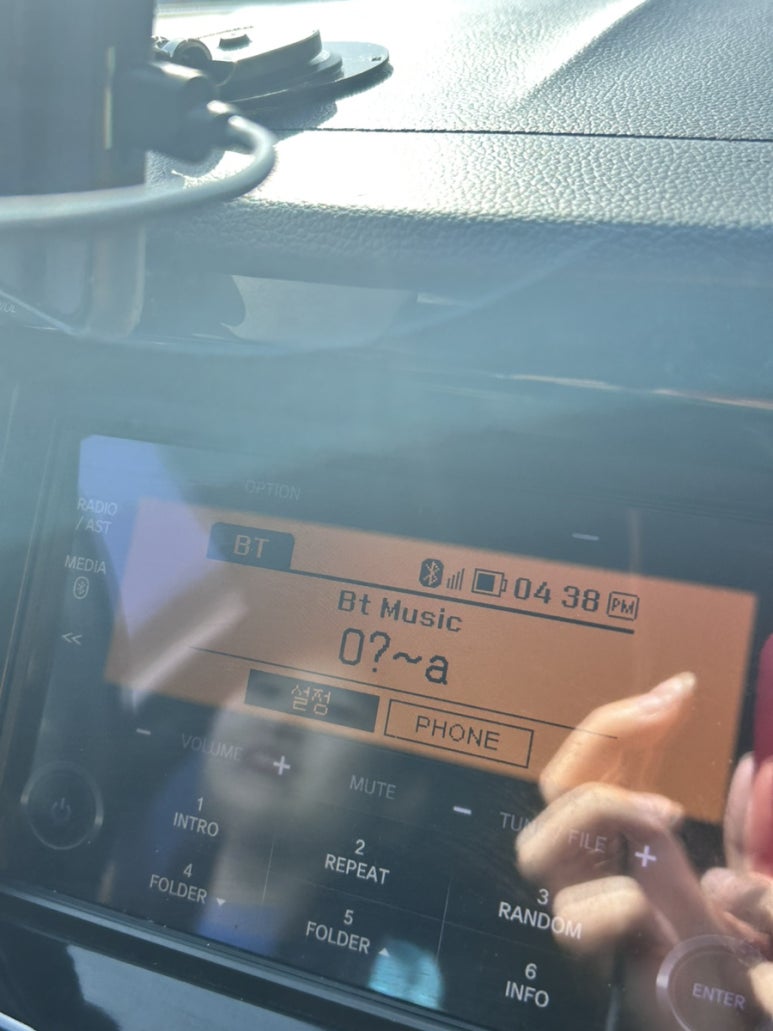 OPTION
RADIO
/ AST
MEDIA
<<
BT
04 38 PM
Bt Music
0?~a
설정
PHONE
− VOLUME +
MUTE
− TUNE / FILE +
1
INTRO
2
REPEAT
3
RANDOM
4
FOLDER ▼
5
FOLDER ▲
6
INFO
ENTER